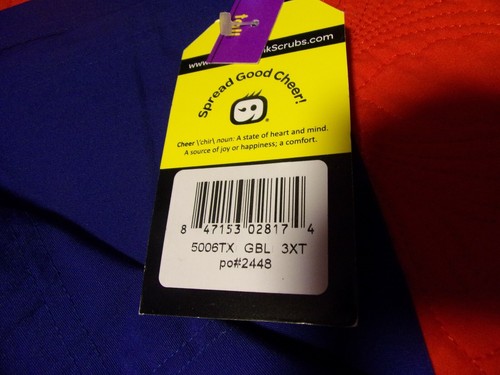 kScrubs.com
Spread Good Cheer!
Cheer \'chir\ noun: A state of heart and mind.
A source of joy or happiness; a comfort.
8 47153 02817 4
5006TX GBL 3XT
po#2448